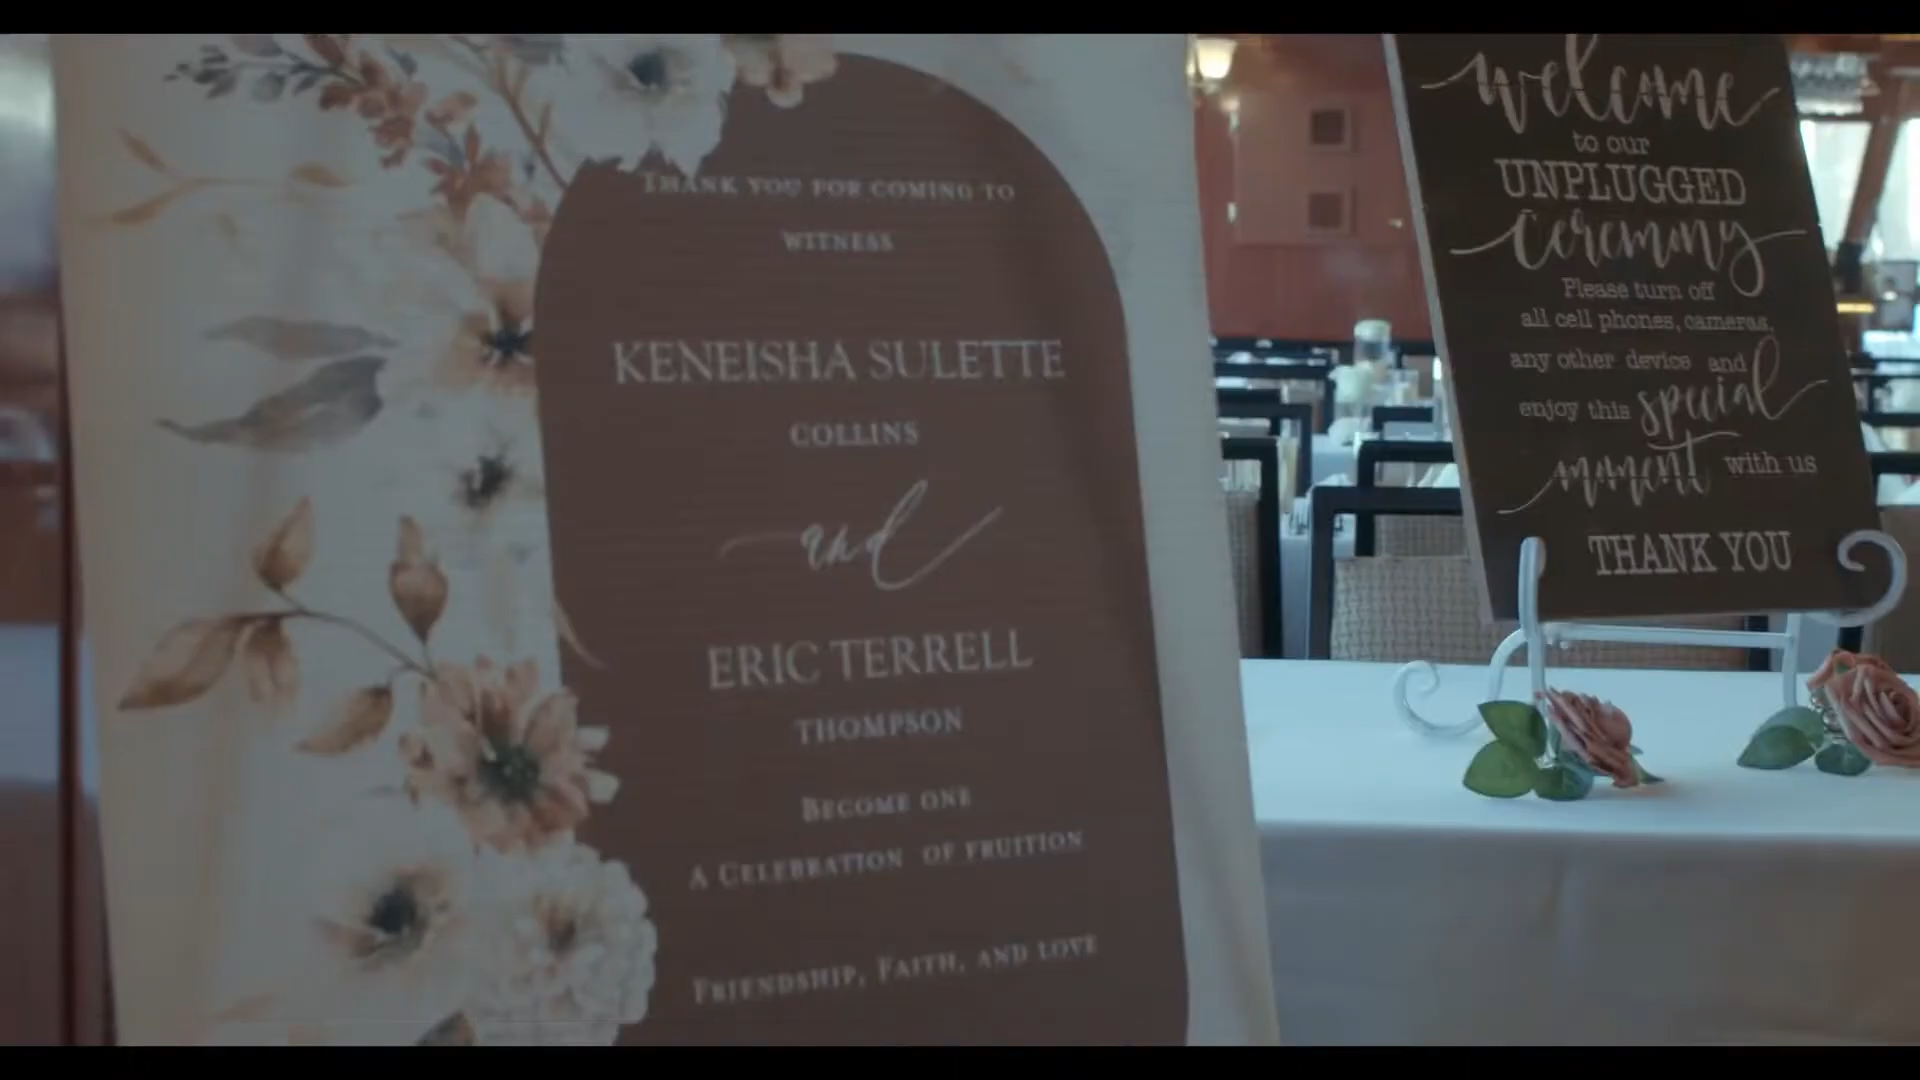 THANK YOU FOR COMING TO
WITNESS
KENEISHA SULETTE
COLLINS
and
ERIC TERRELL
THOMPSON
BECOME ONE
A CELEBRATION OF FRUITION
FRIENDSHIP, FAITH, AND LOVE
welcome
to our
UNPLUGGED
ceremony
Please turn off
all cell phones, cameras,
any other device and
enjoy this special
moment with us
THANK YOU